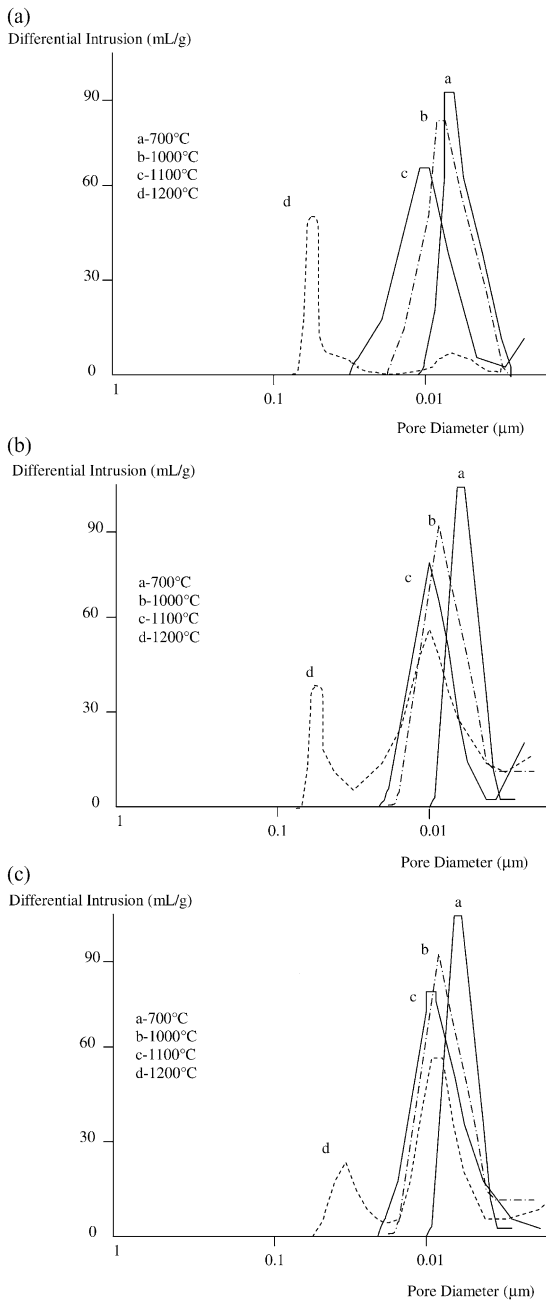 (a)
Differential Intrusion (mL/g)
a
90
b
a-700°C
b-1000°C
c-1100°C
c
60
d-1200°C
d
30
0
1
0.1
0.01
Pore Diameter (μm)
(b)
Differential Intrusion (mL/g)
a
90
b
a-700°C
c
b-1000°C
60
c-1100°C
d-1200°C
d
30
0
1
0.1
0.01
Pore Diameter (μm)
(c)
Differential Intrusion (mL/g)
a
90
b
c
a-700°C
b-1000°C
60
c-1100°C
d-1200°C
30
d
0
1
0.1
0.01
Pore Diameter (μm)